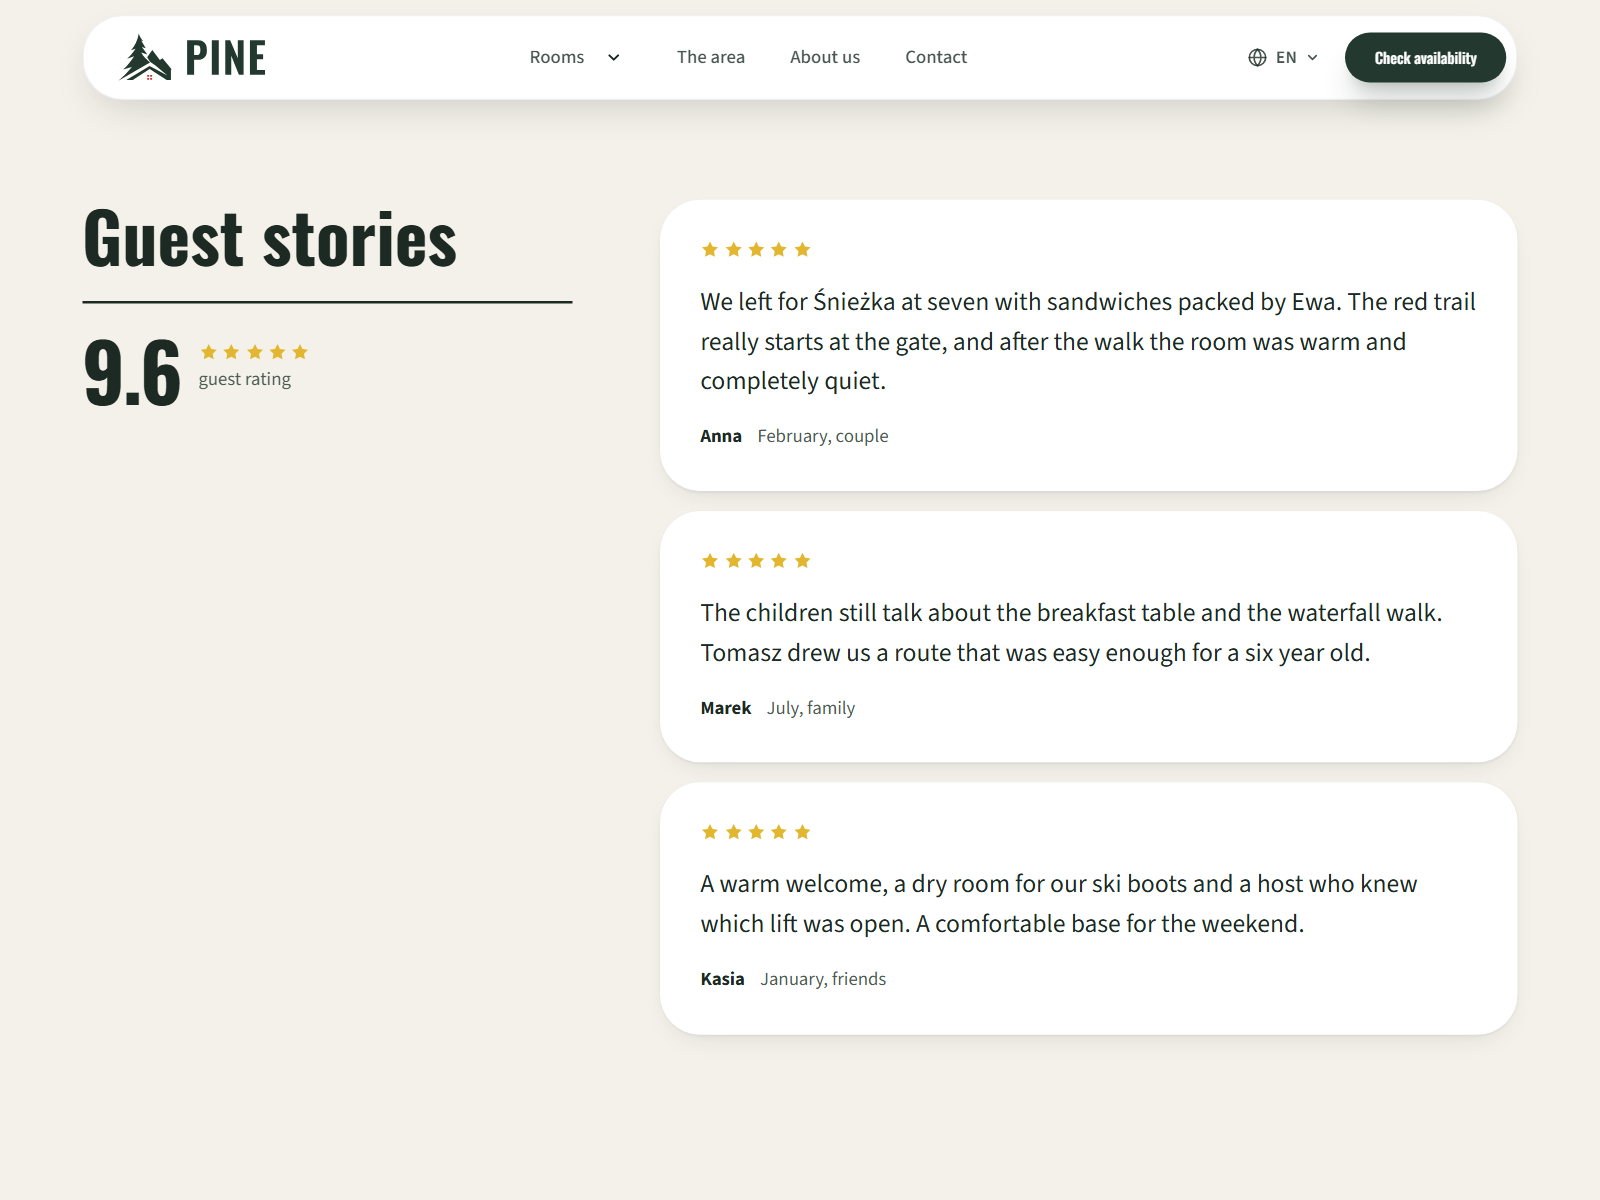 PINE
Rooms
The area
About us
Contact
EN
Check availability
Guest stories
9.6
guest rating
We left for Śnieżka at seven with sandwiches packed by Ewa. The red trail
really starts at the gate, and after the walk the room was warm and
completely quiet.
Anna February, couple
The children still talk about the breakfast table and the waterfall walk.
Tomasz drew us a route that was easy enough for a six year old.
Marek July, family
A warm welcome, a dry room for our ski boots and a host who knew
which lift was open. A comfortable base for the weekend.
Kasia January, friends